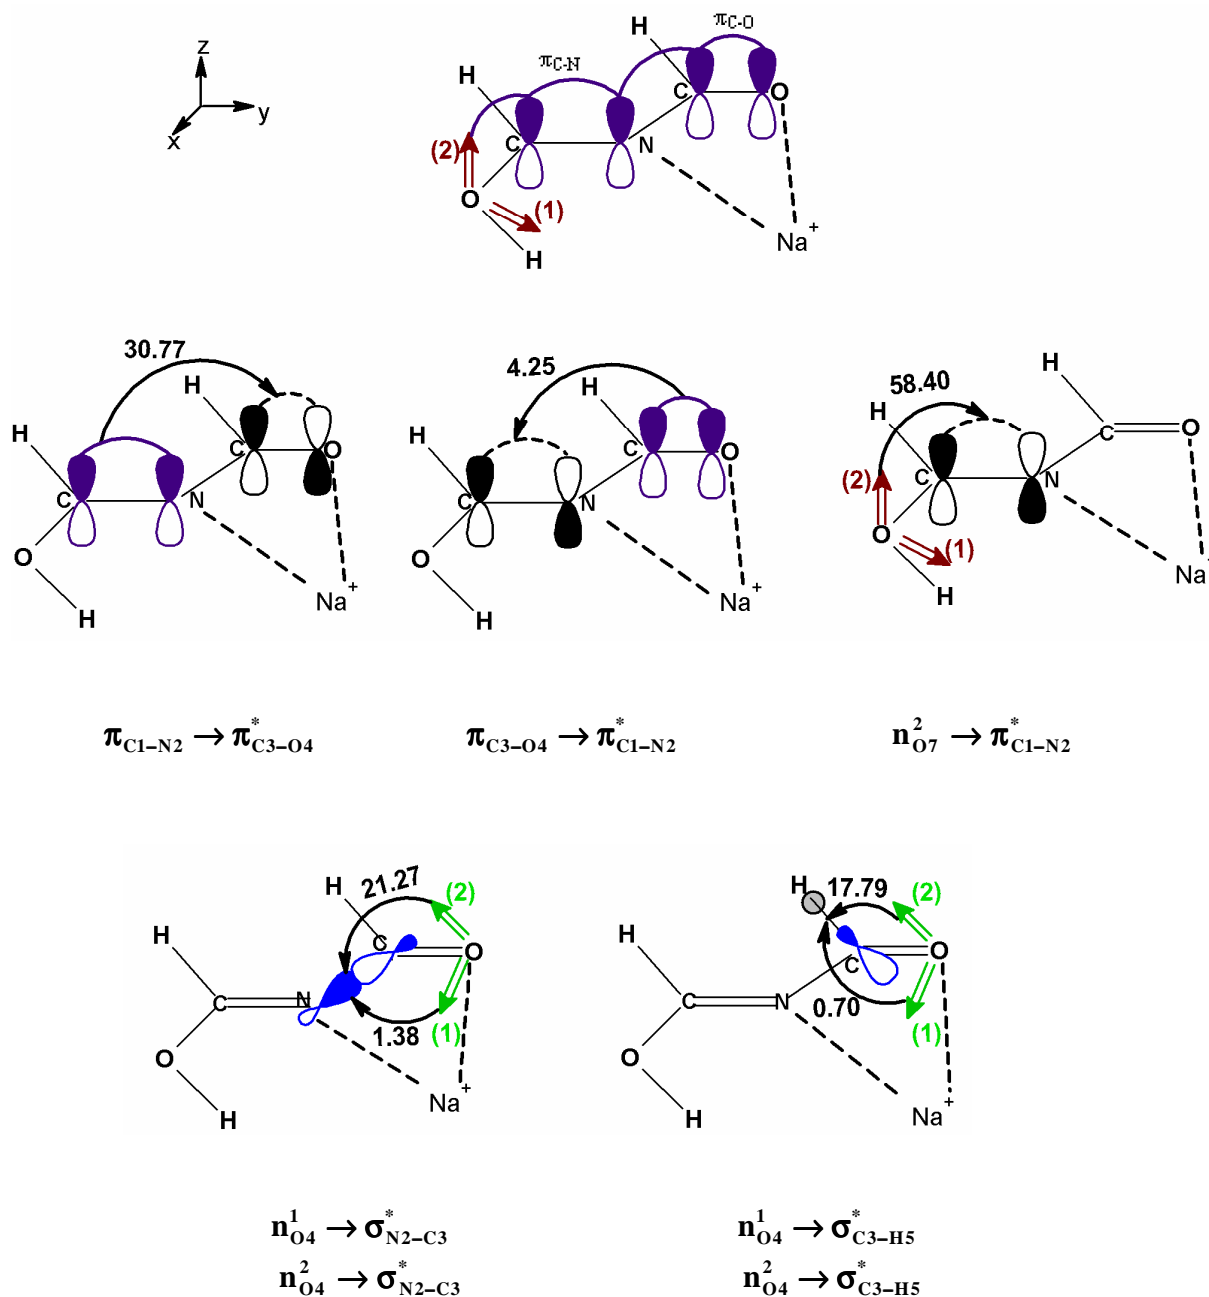 z
y
x
H
H
πC-N
πC-O
C
O
C
N
(2)
O
(1)
H
Na+
30.77
H
H
C
O
C
N
O
H
Na+
4.25
H
H
C
O
C
N
O
H
Na+
58.40
H
H
C
O
C
N
(2)
O
(1)
H
Na
πC1–N2 → π*C3–O4
πC3–O4 → π*C1–N2
n2O7 → π*C1–N2
21.27
H
(2)
H
C
O
C
N
1.38
(1)
O
H
Na+
H
17.79
(2)
H
C
O
C
N
0.70
(1)
O
H
Na+
n1O4 → σ*N2–C3
n1O4 → σ*C3–H5
n2O4 → σ*N2–C3
n2O4 → σ*C3–H5